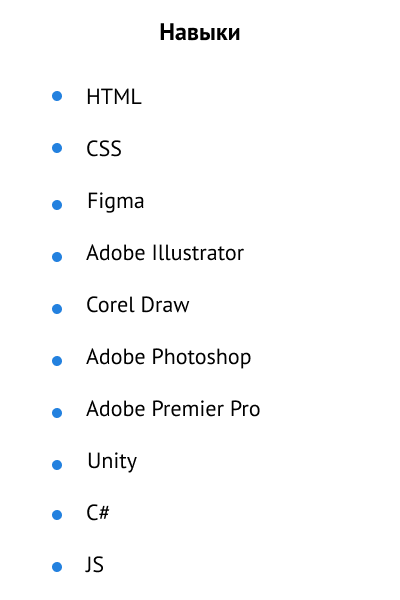 Навыки
HTML
CSS
Figma
Adobe Illustrator
Corel Draw
Adobe Photoshop
Adobe Premier Pro
Unity
C#
JS